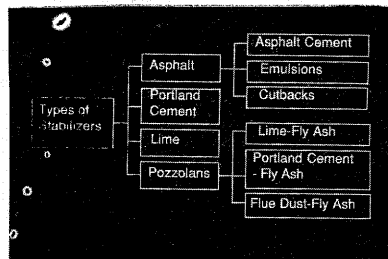 Types of
Stabilizers
Asphalt
Portland
Cement
Lime
Pozzolans
Asphalt Cement
Emulsions
Cutbacks
Lime-Fly Ash
Portland Cement
- Fly Ash
Flue Dust-Fly Ash